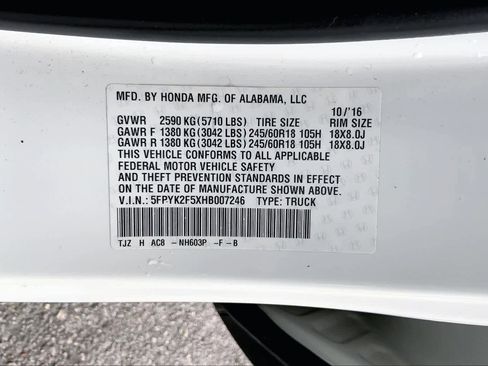 MFD. BY HONDA MFG. OF ALABAMA, LLC
10/'16
GVWR 2590 KG (5710 LBS) TIRE SIZE RIM SIZE
GAWR F 1380 KG (3042 LBS) 245/60R18 105H 18X8.0J
GAWR R 1380 KG (3042 LBS) 245/60R18 105H 18X8.0J
THIS VEHICLE CONFORMS TO ALL APPLICABLE
FEDERAL MOTOR VEHICLE SAFETY
AND THEFT PREVENTION STANDARDS IN EFFECT
ON THE DATE OF MANUFACTURE SHOWN ABOVE.
V.I.N.: 5FPYK2F5XHB007246 TYPE: TRUCK
TJZ H AC8 -NH603P -F -B